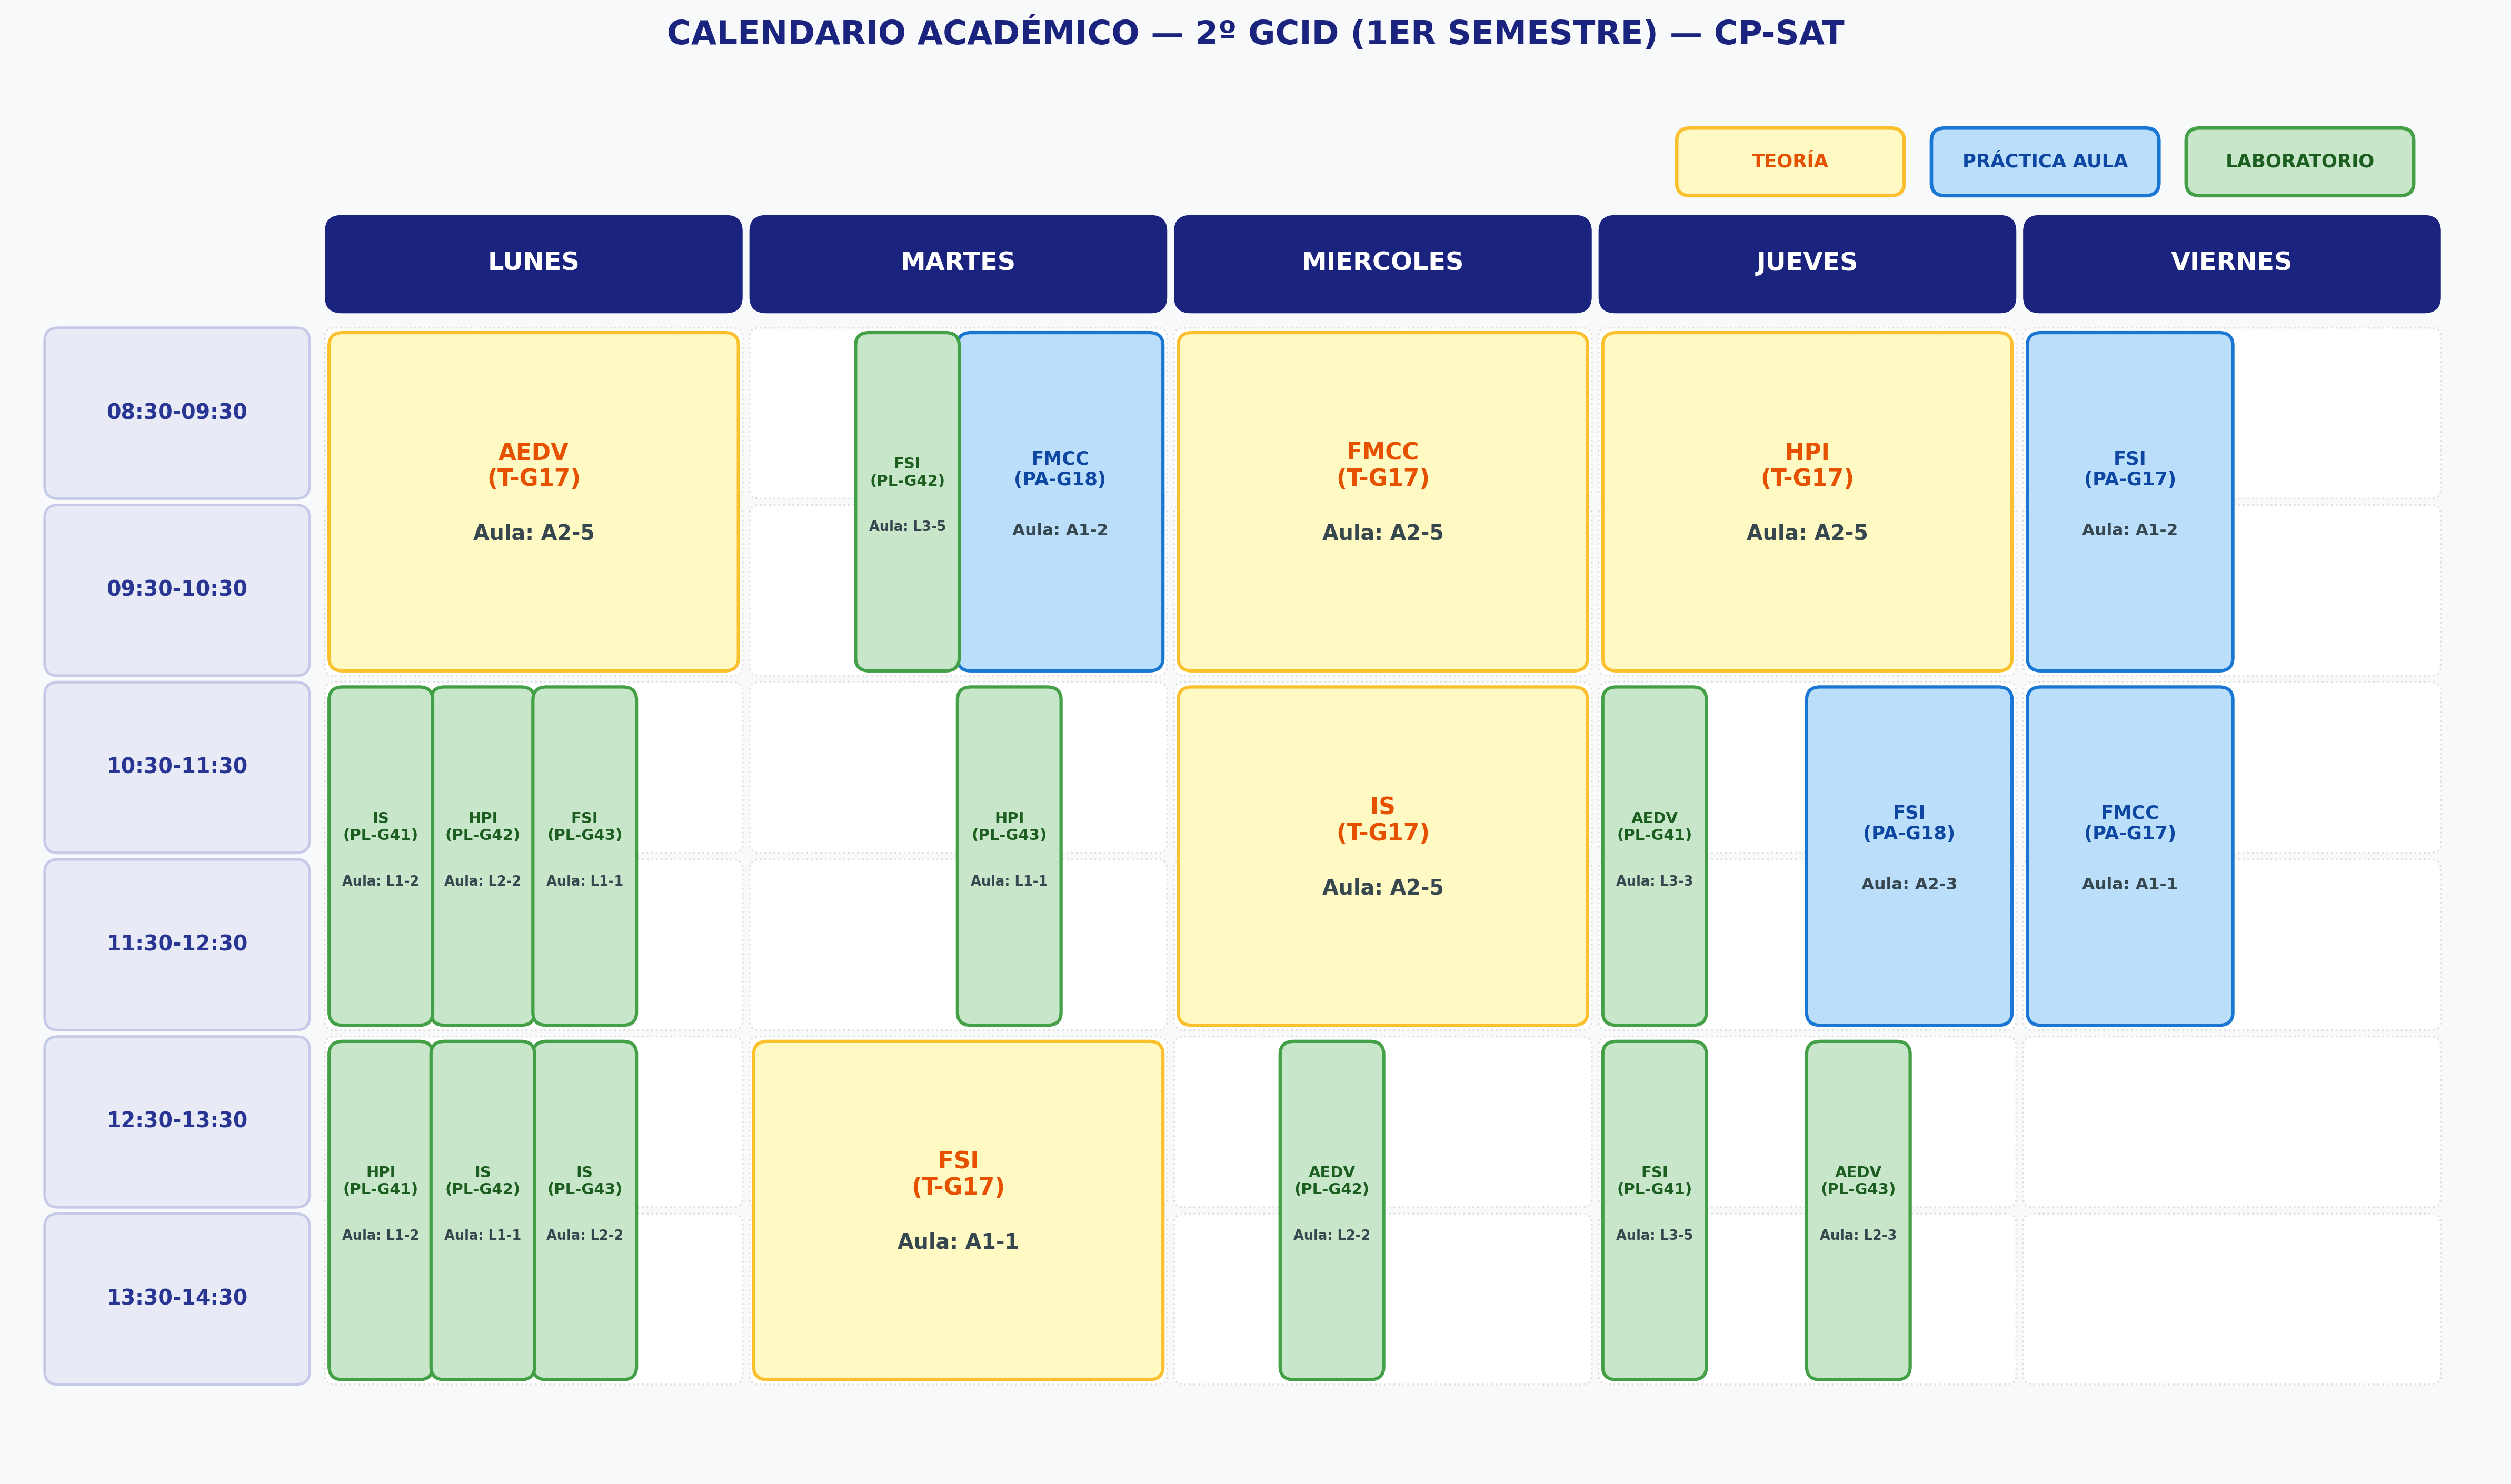 CALENDARIO ACADÉMICO — 2º GCID (1ER SEMESTRE) — CP-SAT
TEORÍA
PRÁCTICA AULA
LABORATORIO
LUNES
MARTES
MIERCOLES
JUEVES
VIERNES
08:30-09:30
09:30-10:30
AEDV
(T-G17)
Aula: A2-5
FSI
(PL-G42)
Aula: L3-5
FMCC
(PA-G18)
Aula: A1-2
FMCC
(T-G17)
Aula: A2-5
HPI
(T-G17)
Aula: A2-5
FSI
(PA-G17)
Aula: A1-2
10:30-11:30
11:30-12:30
IS
(PL-G41)
Aula: L1-2
HPI
(PL-G42)
Aula: L2-2
FSI
(PL-G43)
Aula: L1-1
HPI
(PL-G43)
Aula: L1-1
IS
(T-G17)
Aula: A2-5
AEDV
(PL-G41)
Aula: L3-3
FSI
(PA-G18)
Aula: A2-3
FMCC
(PA-G17)
Aula: A1-1
12:30-13:30
13:30-14:30
HPI
(PL-G41)
Aula: L1-2
IS
(PL-G42)
Aula: L1-1
IS
(PL-G43)
Aula: L2-2
FSI
(T-G17)
Aula: A1-1
AEDV
(PL-G42)
Aula: L2-2
FSI
(PL-G41)
Aula: L3-5
AEDV
(PL-G43)
Aula: L2-3